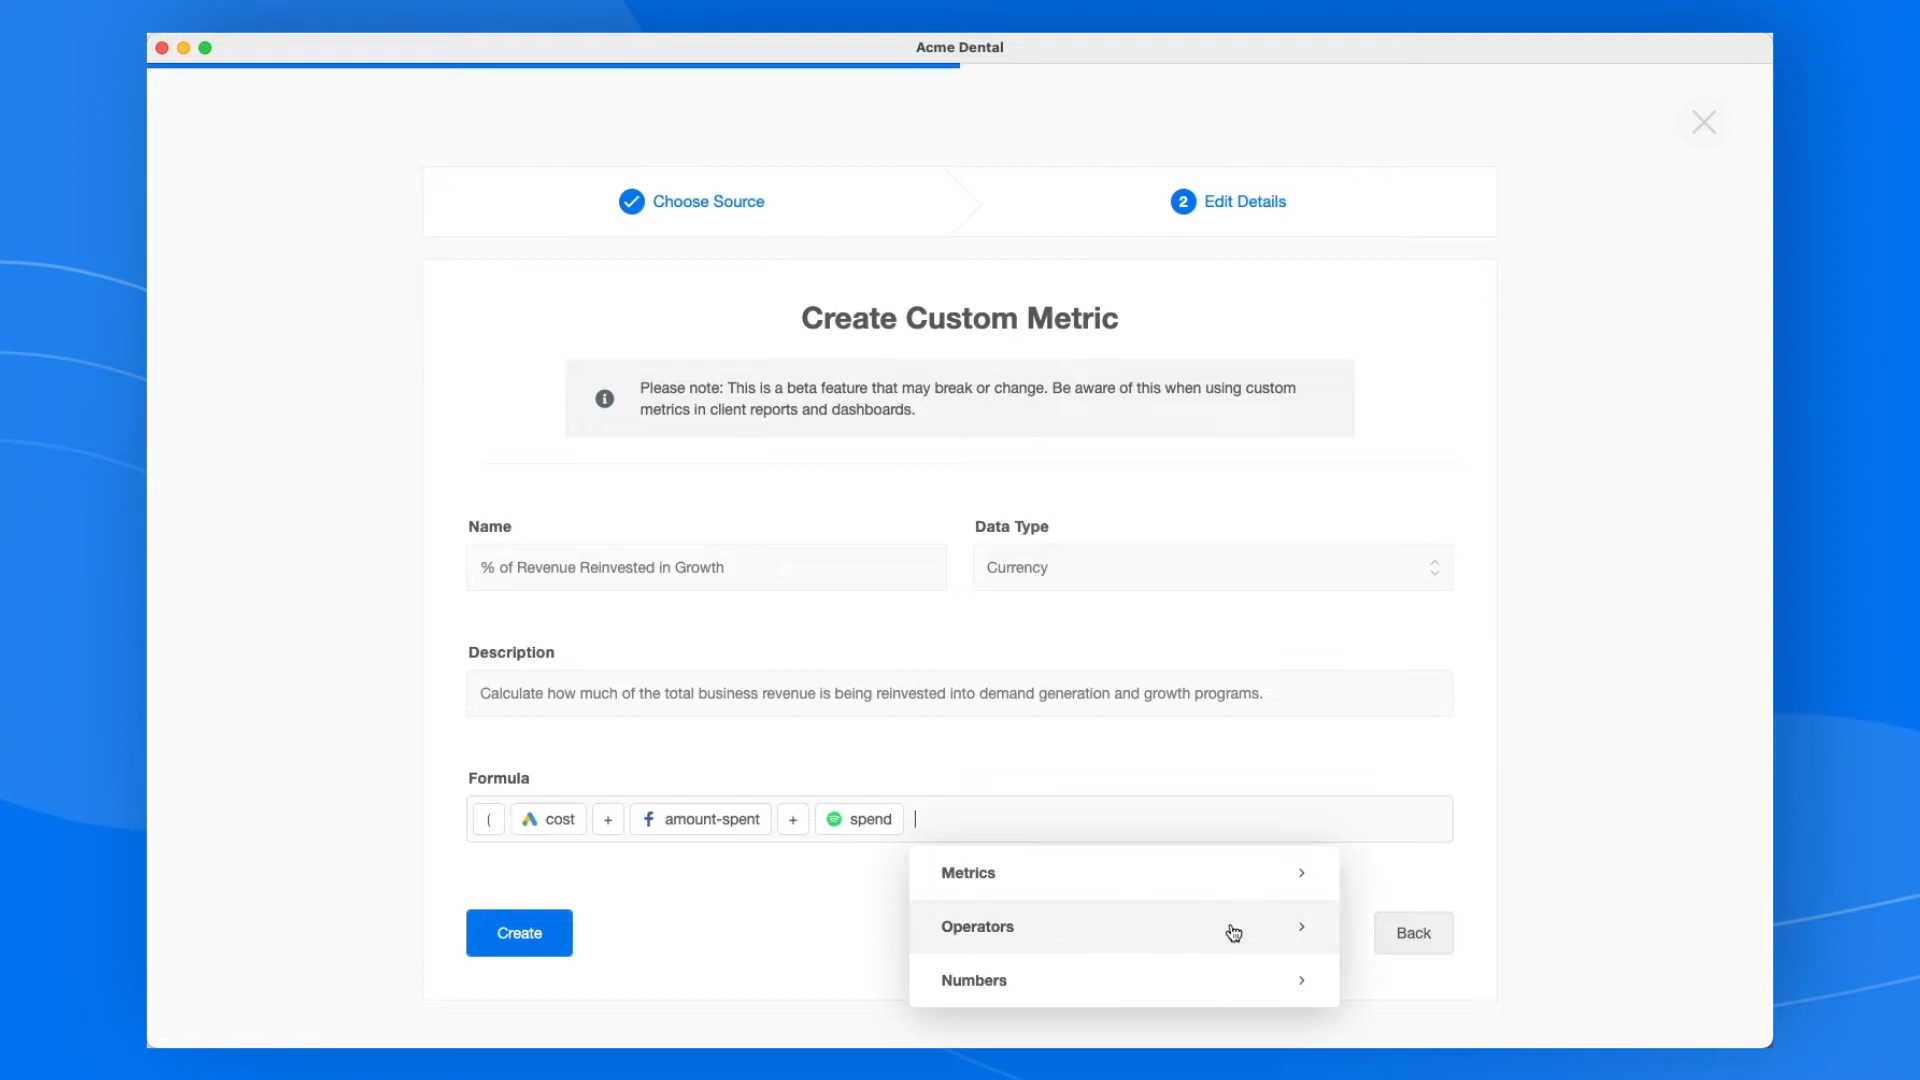 Acme Dental
Choose Source
2 Edit Details
Create Custom Metric
Please note: This is a beta feature that may break or change. Be aware of this when using custom
metrics in client reports and dashboards.
Name
Data Type
% of Revenue Reinvested in Growth
Currency
Description
Calculate how much of the total business revenue is being reinvested into demand generation and growth programs.
Formula
( cost + amount-spent + spend
Metrics
Operators
Numbers
Create
Back